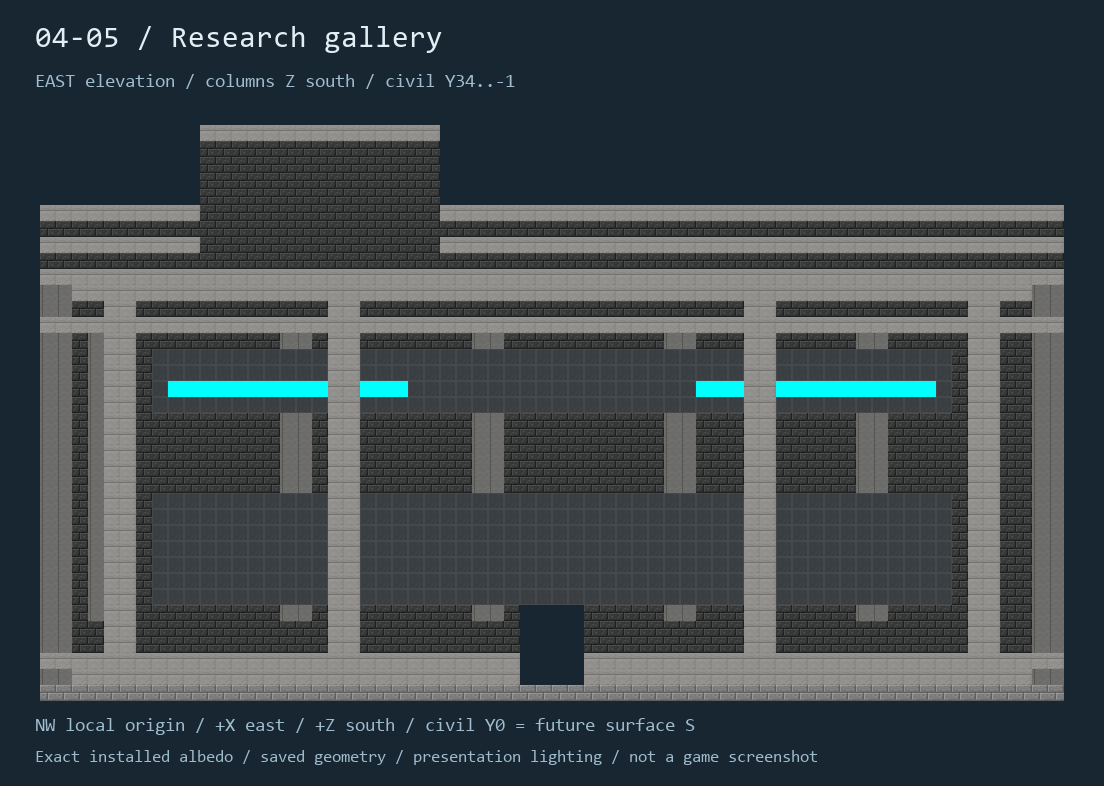 04-05 / Research gallery
EAST elevation / columns Z south / civil Y34..-1
NW local origin / +X east / +Z south / civil Y0 = future surface S
Exact installed albedo / saved geometry / presentation lighting / not a game screenshot